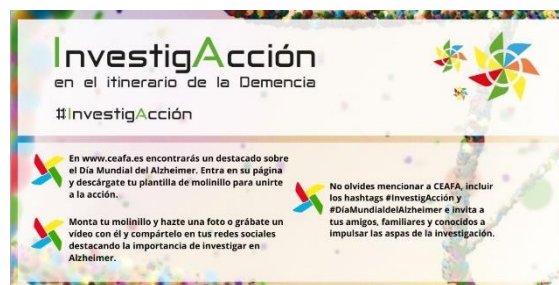 InvestigAcción
en el itinerario de la Demencia
#InvestigAcción
En www.ceafa.es encontrarás un destacado sobre
el Día Mundial del Alzheimer. Entra en su página
y descárgate tu plantilla de molinillo para unirte
a la acción.
Monta tu molinillo y hazte una foto o grábate un
vídeo con él y compártelo en tus redes sociales
destacando la importancia de investigar en
Alzheimer.
No olvides mencionar a CEAFA, incluir
los hashtags #InvestigAcción y
#DíaMundialdelAlzheimer e invita a
tus amigos, familiares y conocidos a
impulsar las aspas de la investigación.